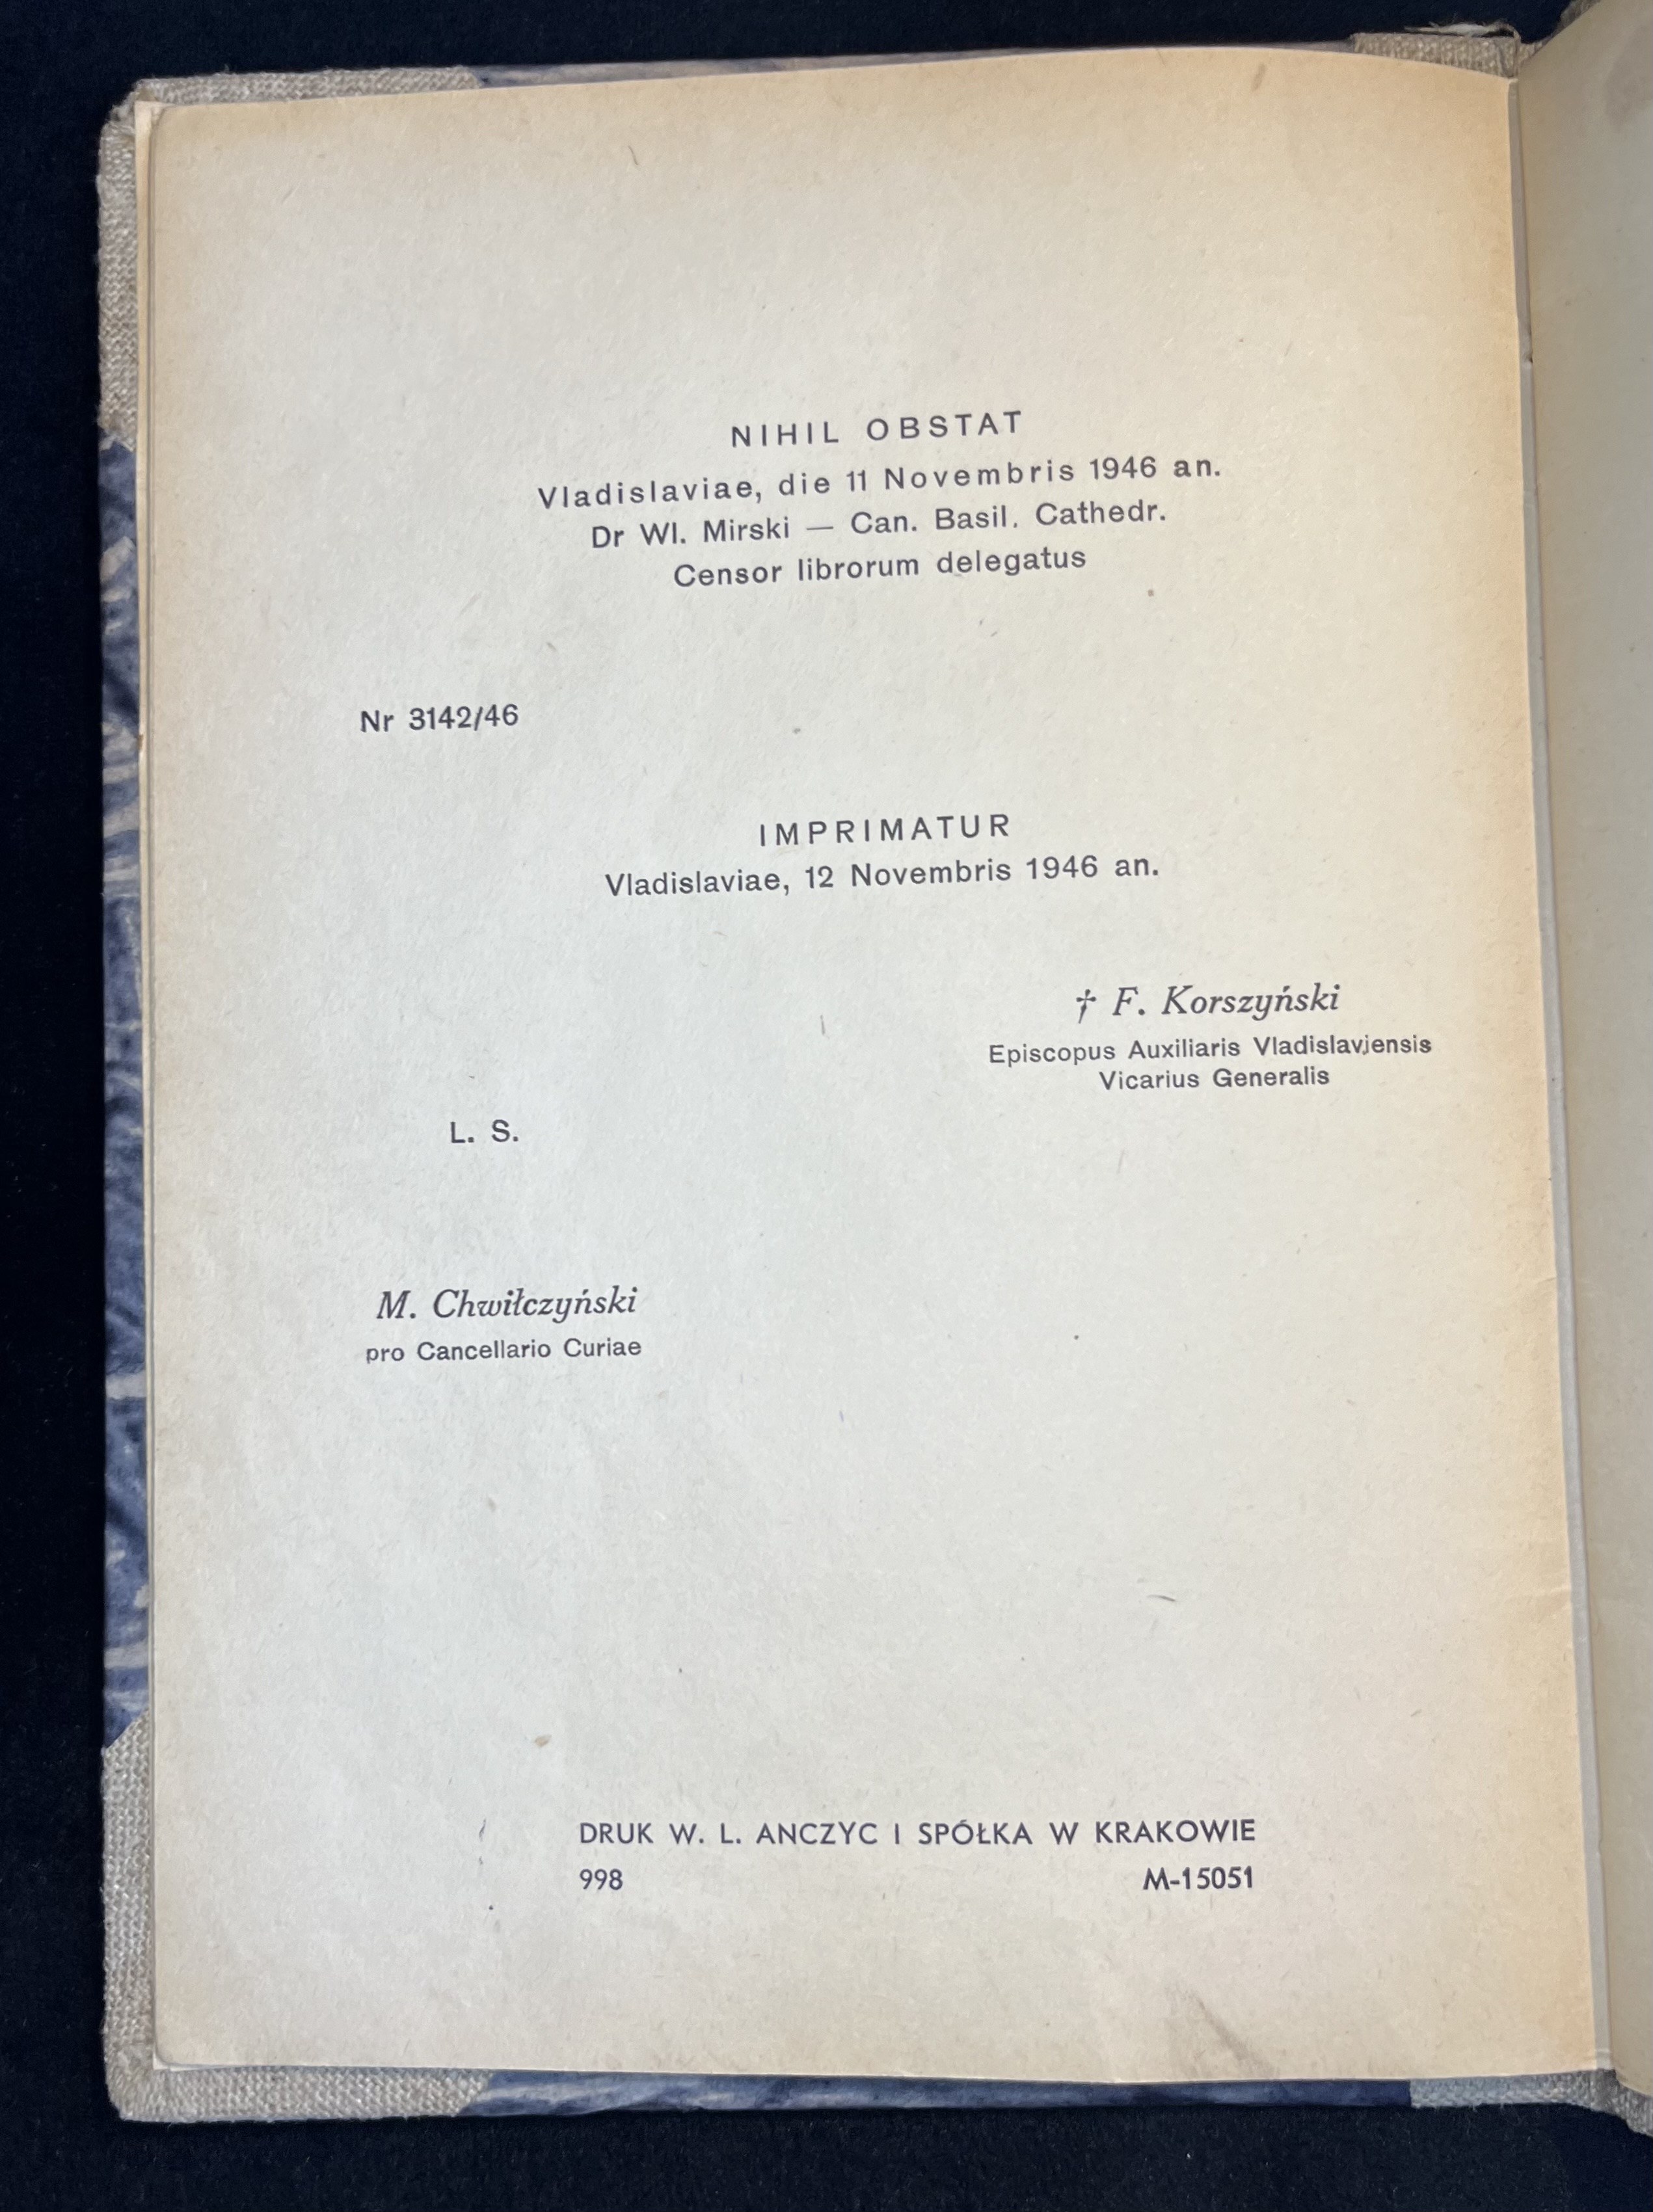 NIHIL OBSTAT
Vladislaviae, die 11 Novembris 1946 an.
Dr Wl. Mirski — Can. Basil. Cathedr.
Censor librorum delegatus
Nr 3142/46
IMPRIMATUR
Vladislaviae, 12 Novembris 1946 an.
† F. Korszyński
Episcopus Auxiliaris Vladislaviensis
Vicarius Generalis
L. S.
M. Chwiłczyński
pro Cancellario Curiae
DRUK W. L. ANCZYC I SPÓŁKA W KRAKOWIE
998 M-15051